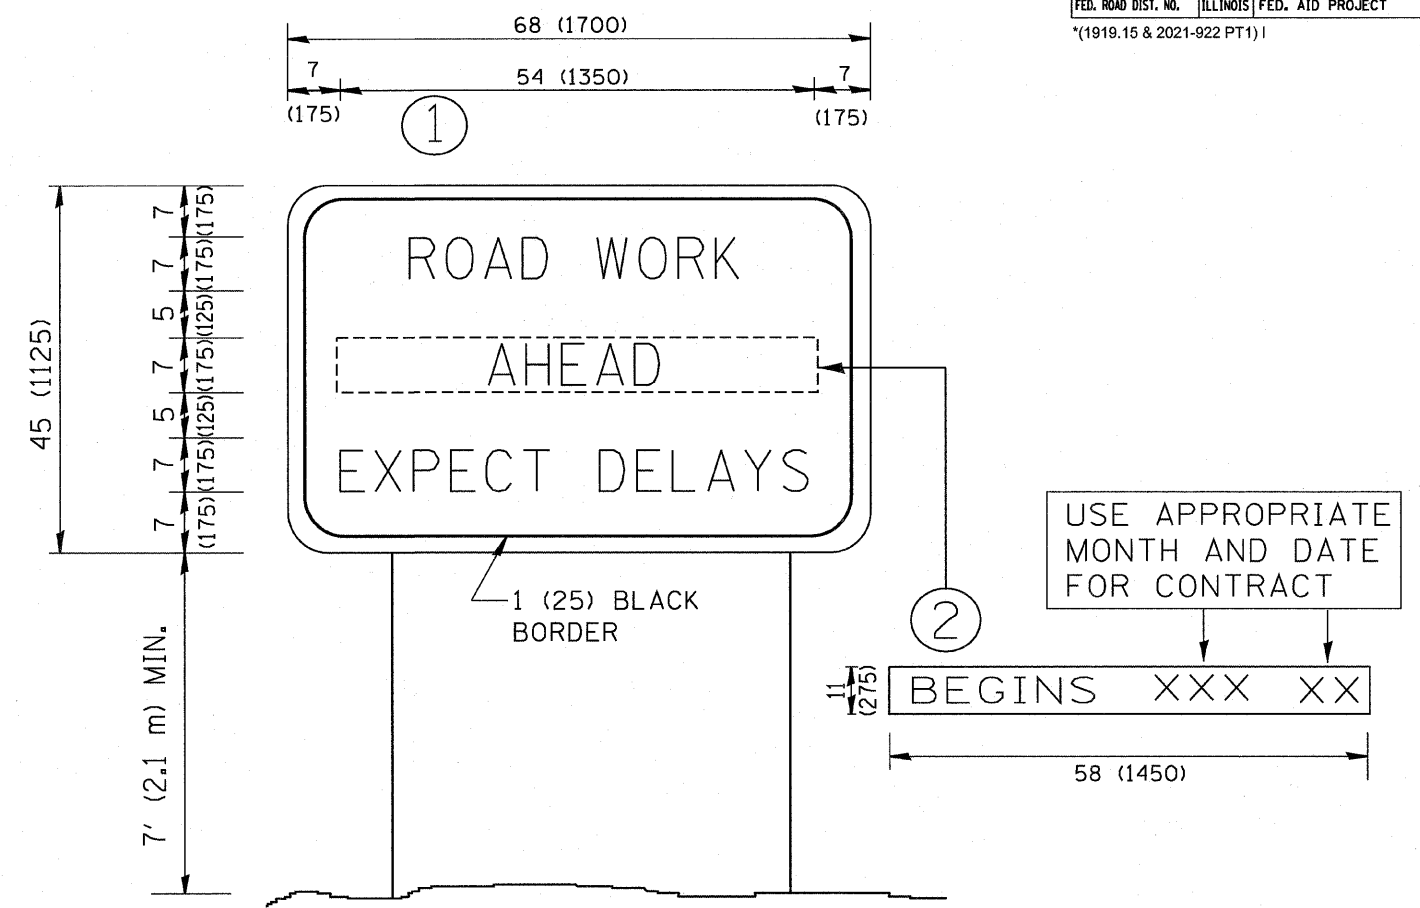 FED. ROAD DIST. NO. ILLINOIS FED. AID PROJECT
*(1919.15 & 2021-922 PT1) I
68 (1700)
7 54 (1350) 7
(175) (175)
1
45 (1125)
7 (175)
7 (175)
5 (125)
7 (175)
5 (125)
7 (175)
7 (175)
7' (2.1 m) MIN.
ROAD WORK
AHEAD
EXPECT DELAYS
1 (25) BLACK
BORDER
2
USE APPROPRIATE
MONTH AND DATE
FOR CONTRACT
11
(275)
BEGINS XXX XX
58 (1450)